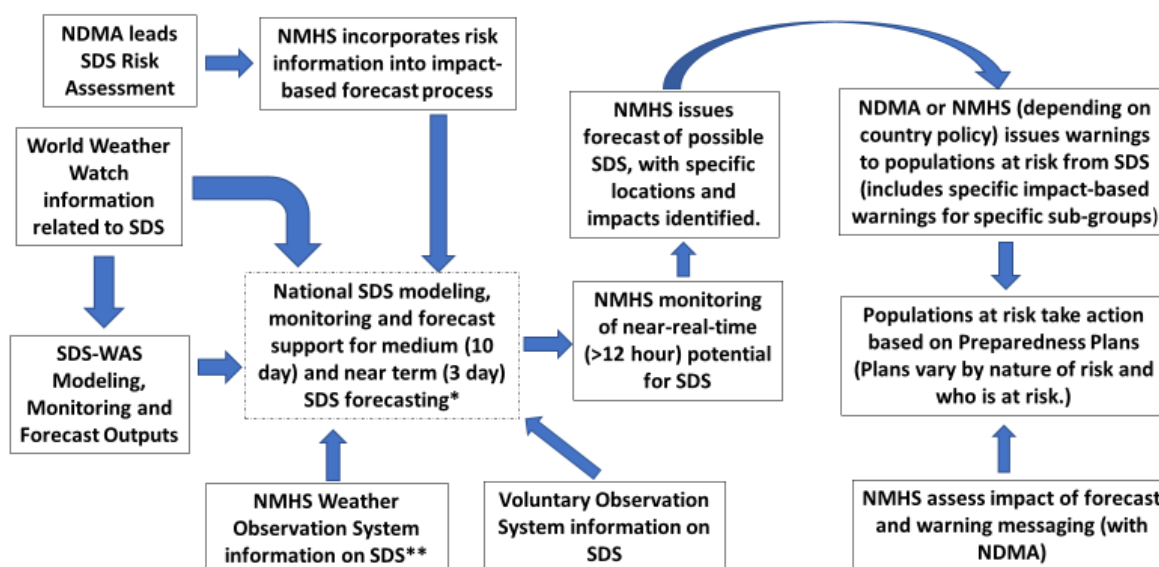 NDMA leads
SDS Risk
Assessment
NMHS incorporates risk
information into impact-
based forecast process
World Weather
Watch
information
related to SDS
SDS-WAS
Modeling,
Monitoring and
Forecast Outputs
National SDS modeling,
monitoring and forecast
support for medium (10
day) and near term (3 day)
SDS forecasting*
NMHS Weather
Observation System
information on SDS**
Voluntary Observation
System information on
SDS
NMHS monitoring
of near-real-time
(>12 hour) potential
for SDS
NMHS issues
forecast of possible
SDS, with specific
locations and
impacts identified.
NDMA or NMHS (depending on
country policy) issues warnings
to populations at risk from SDS
(includes specific impact-based
warnings for specific sub-groups)
Populations at risk take action
based on Preparedness Plans
(Plans vary by nature of risk and
who is at risk.)
NMHS assess impact of forecast
and warning messaging (with
NDMA)